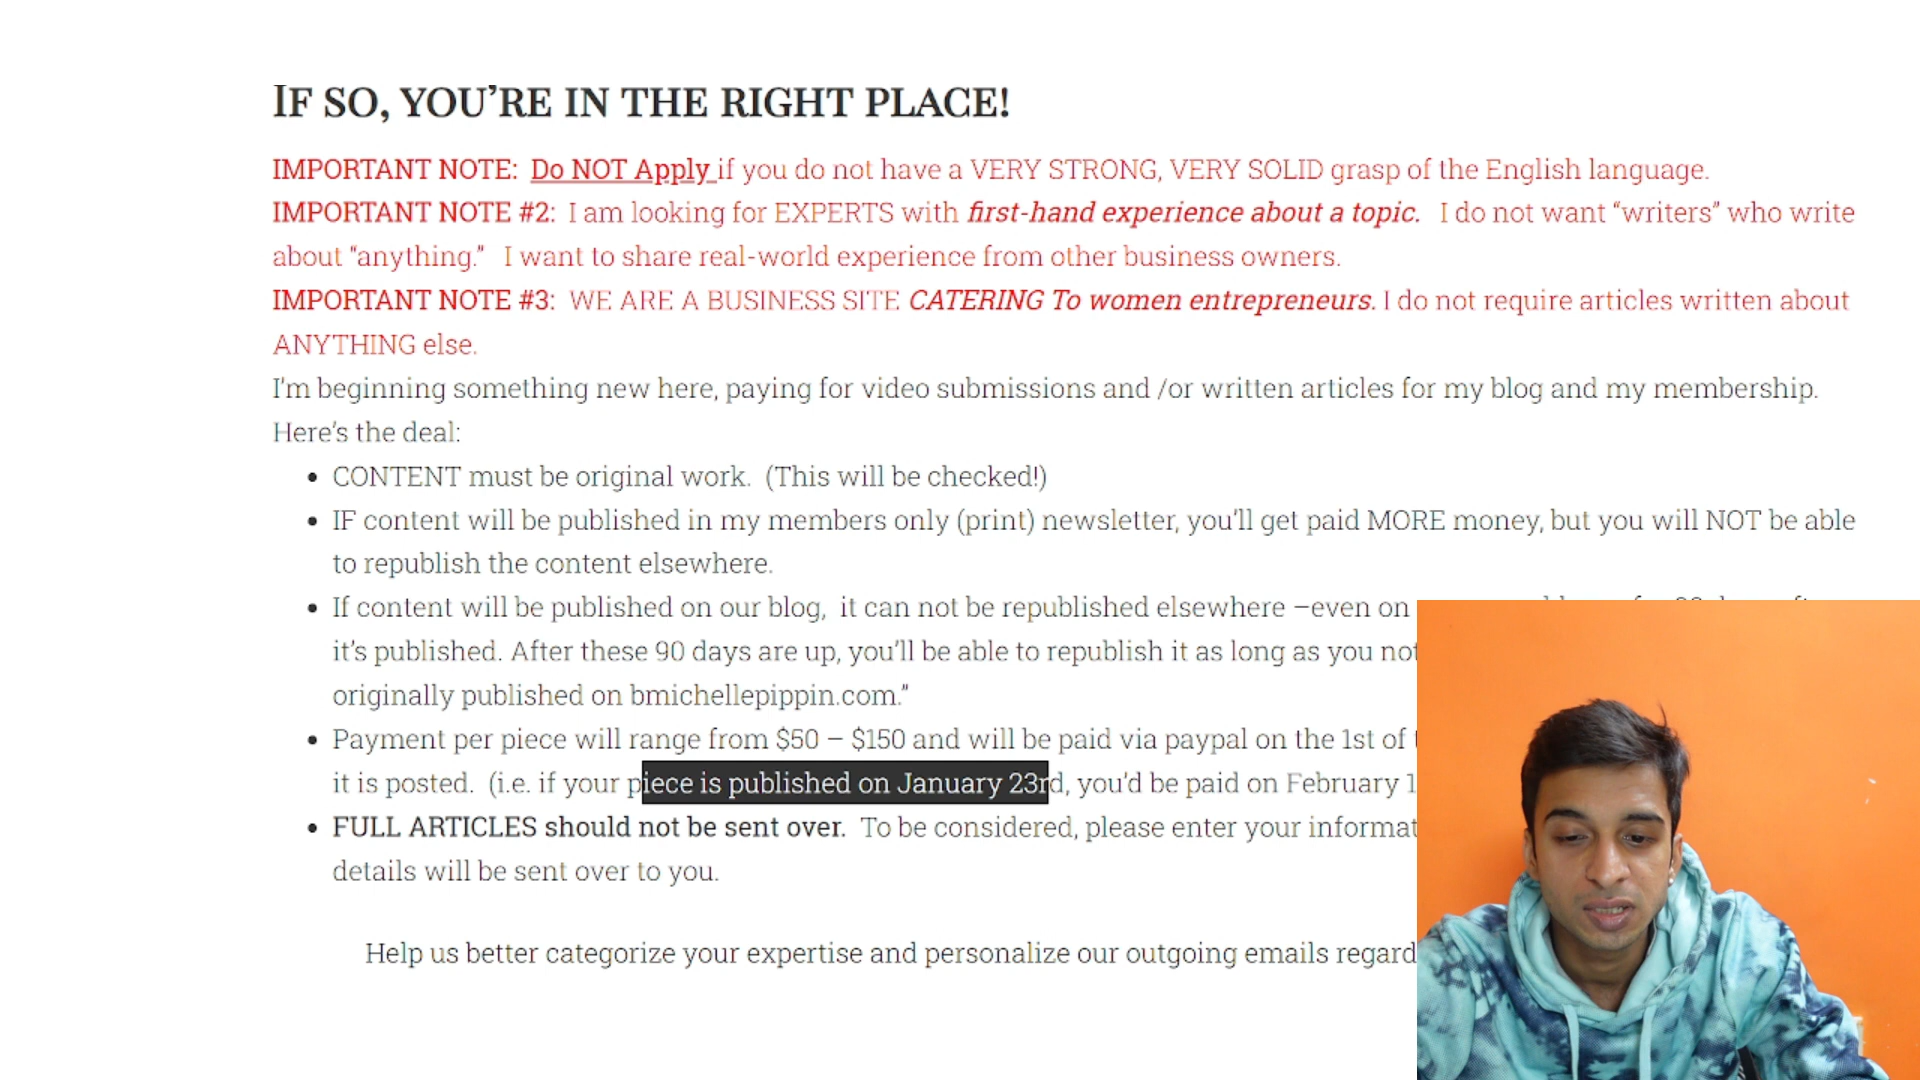 IF SO, YOU’RE IN THE RIGHT PLACE!
IMPORTANT NOTE: Do NOT Apply if you do not have a VERY STRONG, VERY SOLID grasp of the English language.
IMPORTANT NOTE #2: I am looking for EXPERTS with first-hand experience about a topic. I do not want “writers” who write
about “anything.” I want to share real-world experience from other business owners.
IMPORTANT NOTE #3: WE ARE A BUSINESS SITE CATERING To women entrepreneurs. I do not require articles written about
ANYTHING else.
I’m beginning something new here, paying for video submissions and /or written articles for my blog and my membership.
Here’s the deal:
• CONTENT must be original work. (This will be checked!)
• IF content will be published in my members only (print) newsletter, you’ll get paid MORE money, but you will NOT be able
to republish the content elsewhere.
• If content will be published on our blog, it can not be republished elsewhere –even on
it’s published. After these 90 days are up, you’ll be able to republish it as long as you
originally published on bmichellepippin.com.”
• Payment per piece will range from $50 – $150 and will be paid via paypal on the 1st of
it is posted. (i.e. if your piece is published on January 23rd, you’d be paid on February
• FULL ARTICLES should not be sent over. To be considered, please enter your
details will be sent over to you.
Help us better categorize your expertise and personalize our outgoing emails